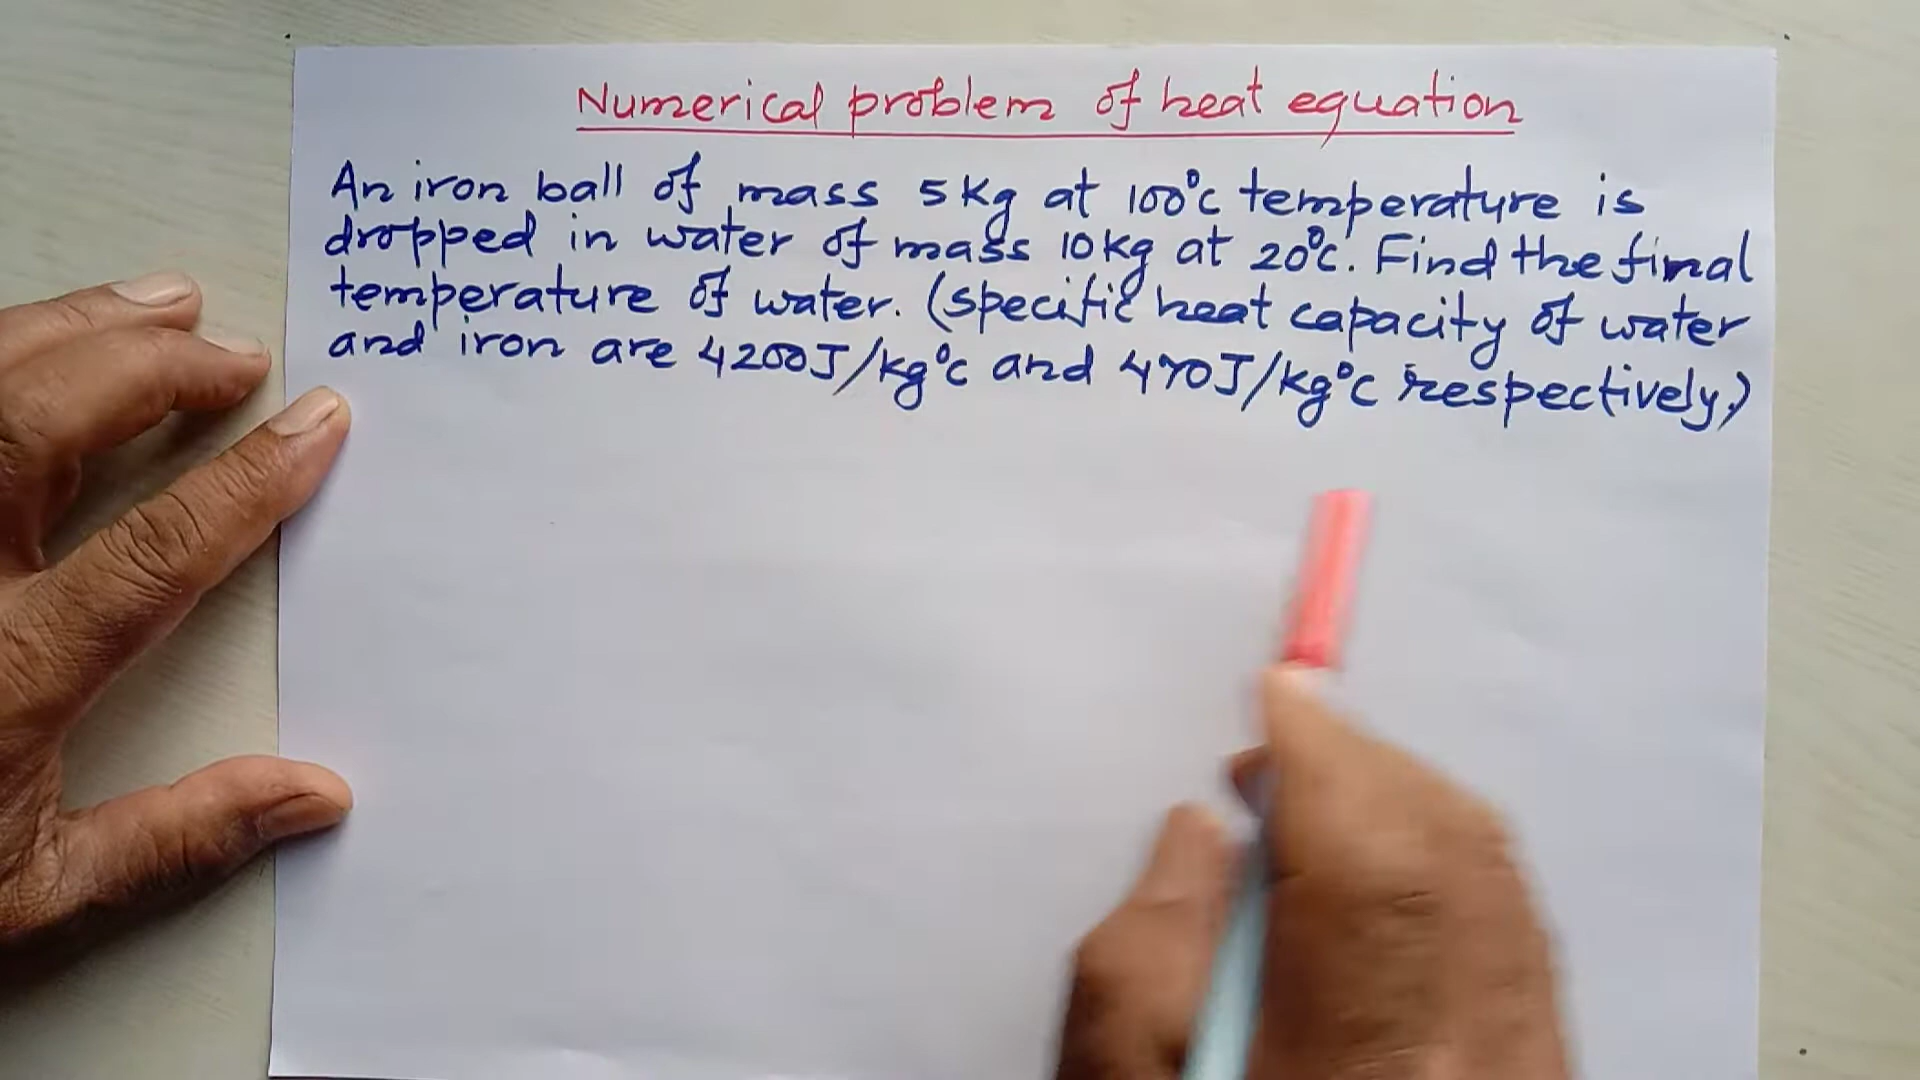 Numerical problem of heat equation
An iron ball of mass 5kg at 100°c temperature is
dropped in water of mass 10kg at 20°c. Find the final
temperature of water. (specific heat capacity of water
and iron are 4200J/kg°c and 470J/kg°c respectively.)